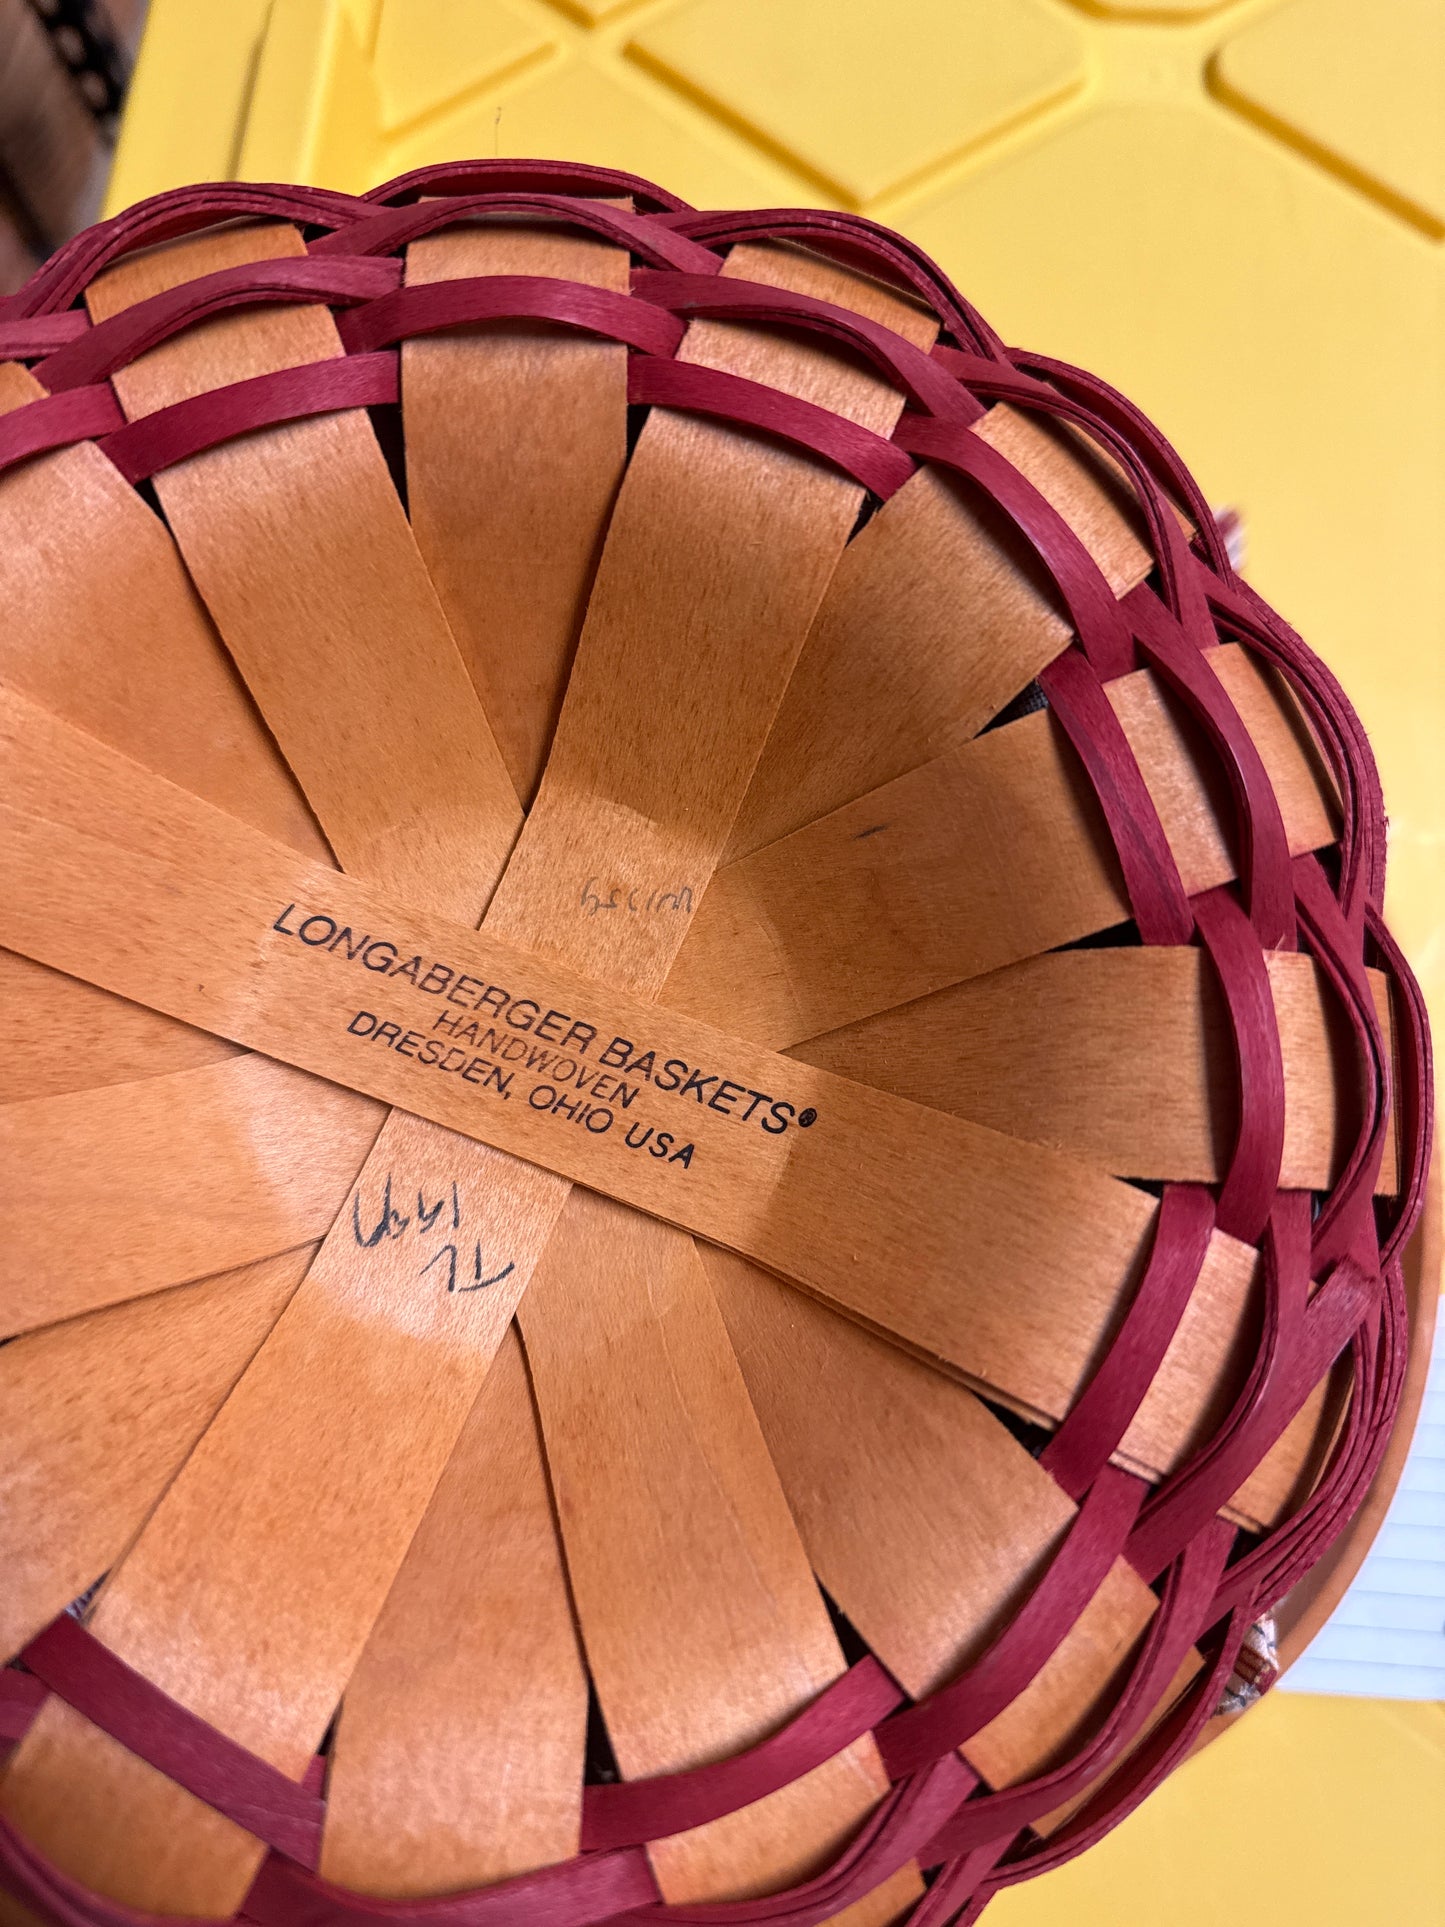 LONGABERGER BASKETS®
HANDWOVEN
DRESDEN, OHIO USA